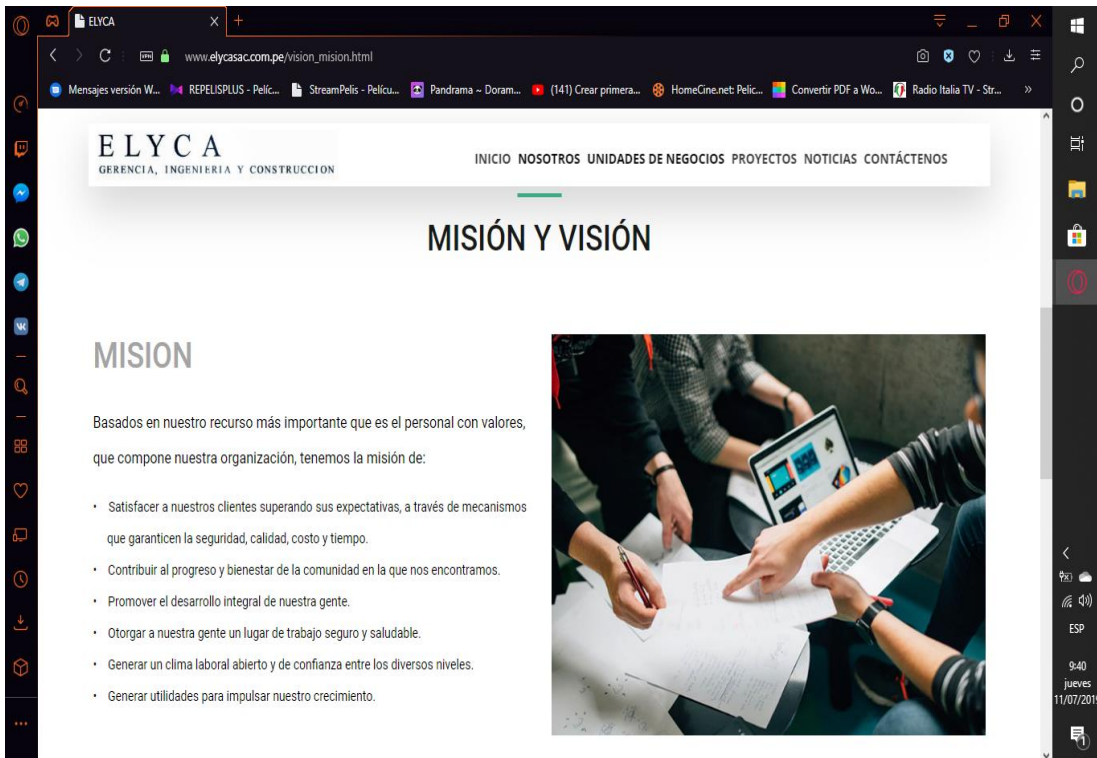 ELYCA
www.elycasac.com.pe/vision_mision.html
Mensajes versión W... REPELISPLUS - Pelíc... StreamPelis - Pelícu... Pandrama ~ Doram... (141) Crear primera... HomeCine.net: Pelic... Convertir PDF a Wo... Radio Italia TV - Str... »
ELYCA
GERENCIA, INGENIERIA Y CONSTRUCCION
INICIO NOSOTROS UNIDADES DE NEGOCIOS PROYECTOS NOTICIAS CONTÁCTENOS
MISIÓN Y VISIÓN
MISION
Basados en nuestro recurso más importante que es el personal con valores,
que compone nuestra organización, tenemos la misión de:
• Satisfacer a nuestros clientes superando sus expectativas, a través de mecanismos
que garanticen la seguridad, calidad, costo y tiempo.
• Contribuir al progreso y bienestar de la comunidad en la que nos encontramos.
• Promover el desarrollo integral de nuestra gente.
• Otorgar a nuestra gente un lugar de trabajo seguro y saludable.
• Generar un clima laboral abierto y de confianza entre los diversos niveles.
• Generar utilidades para impulsar nuestro crecimiento.
ESP
9:40
jueves
11/07/2019
1